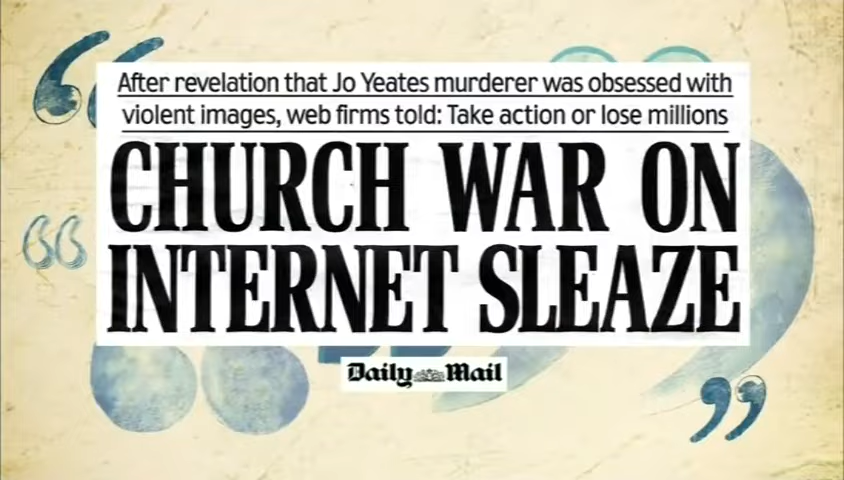 After revelation that Jo Yeates murderer was obsessed with
violent images, web firms told: Take action or lose millions
CHURCH WAR ON
INTERNET SLEAZE
Daily Mail